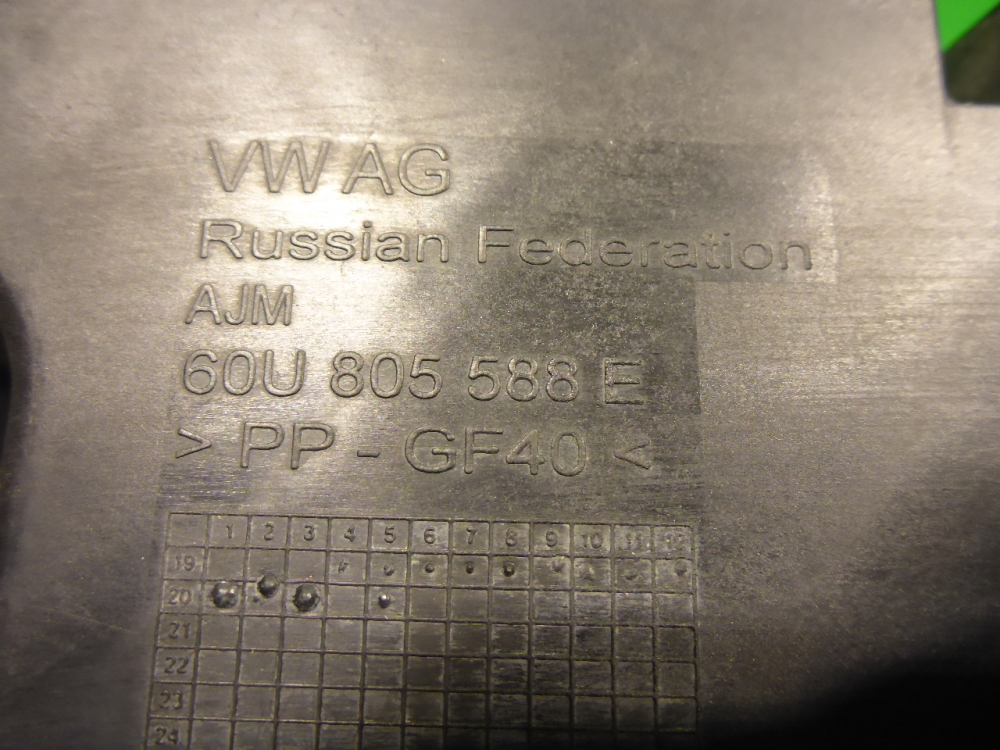 VW AG
Russian Federation
AJM
60U 805 588 E
> PP - GF40 <
1 2 3 4 5 6 7 8 9 10 11 12
19
20
21
22
23
24